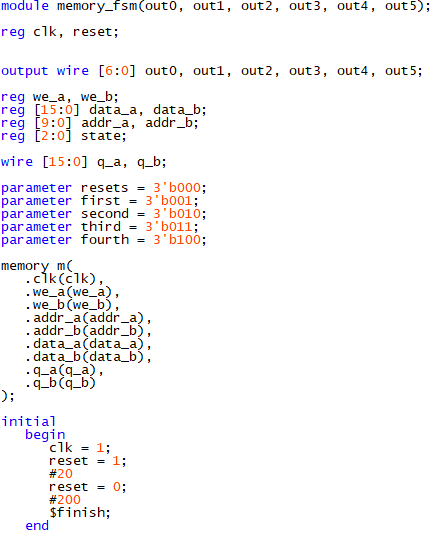 module memory_fsm(out0, out1, out2, out3, out4, out5);
reg clk, reset;
output wire [6:0] out0, out1, out2, out3, out4, out5;
reg we_a, we_b;
reg [15:0] data_a, data_b;
reg [9:0] addr_a, addr_b;
reg [2:0] state;
wire [15:0] q_a, q_b;
parameter resets = 3'b000;
parameter first = 3'b001;
parameter second = 3'b010;
parameter third = 3'b011;
parameter fourth = 3'b100;
memory m(
.clk(clk),
.we_a(we_a),
.we_b(we_b),
.addr_a(addr_a),
.addr_b(addr_b),
.data_a(data_a),
.data_b(data_b),
.q_a(q_a),
.q_b(q_b)
);
initial
begin
clk = 1;
reset = 1;
#20
reset = 0;
#200
$finish;
end